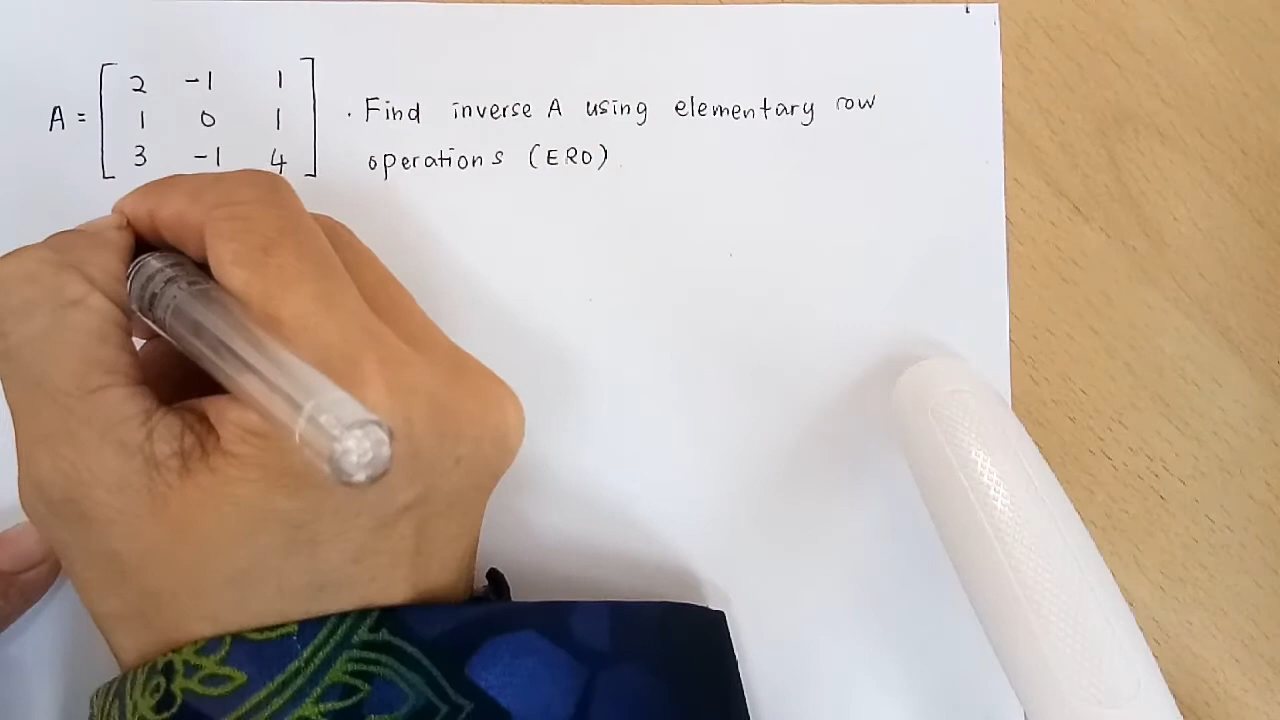 A = [ 2 -1 1
1 0 1
3 -1 4 ] . Find inverse A using elementary row
operations (ERO)